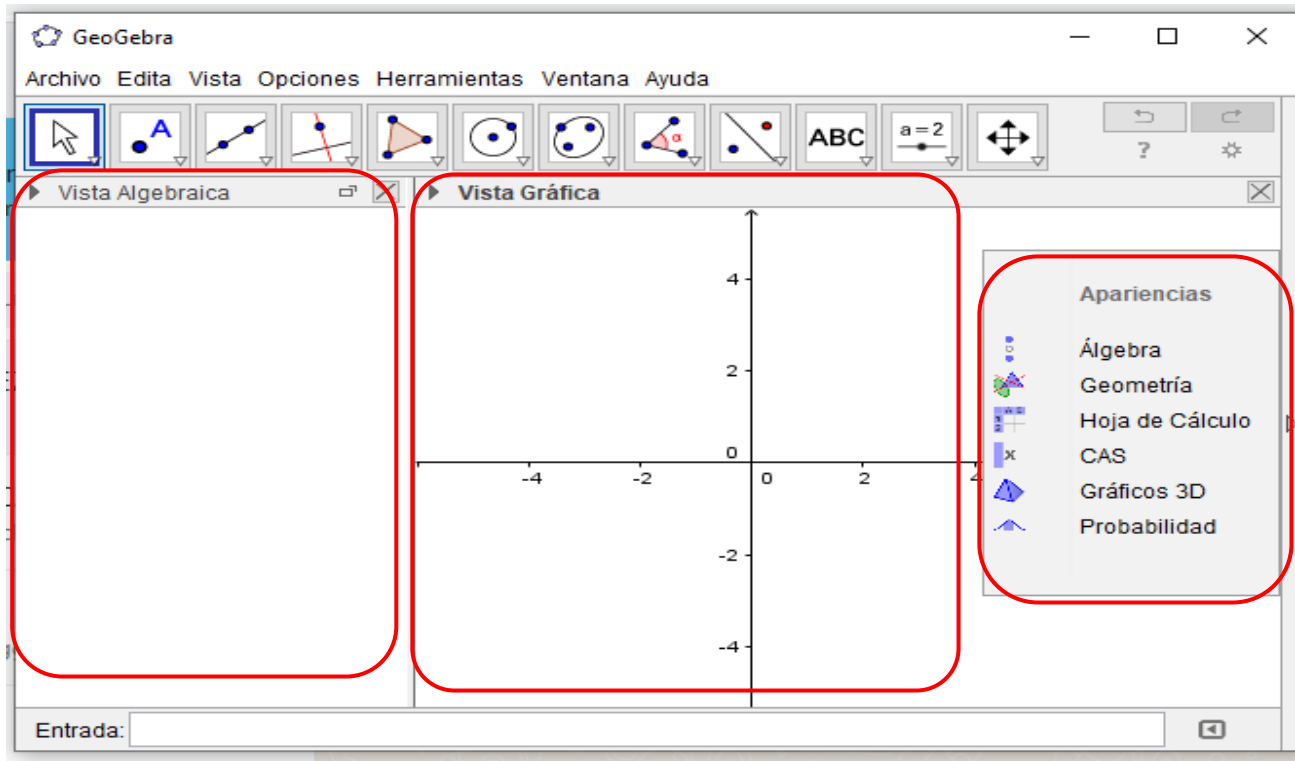 GeoGebra
Archivo Edita Vista Opciones Herramientas Ventana Ayuda
A α ABC a=2 ?
Vista Algebraica
Vista Gráfica
4
2
0
-4 -2 0 2 4
-2
-4
Apariencias
Álgebra
Geometría
Hoja de Cálculo
x CAS
Gráficos 3D
Probabilidad
Entrada: